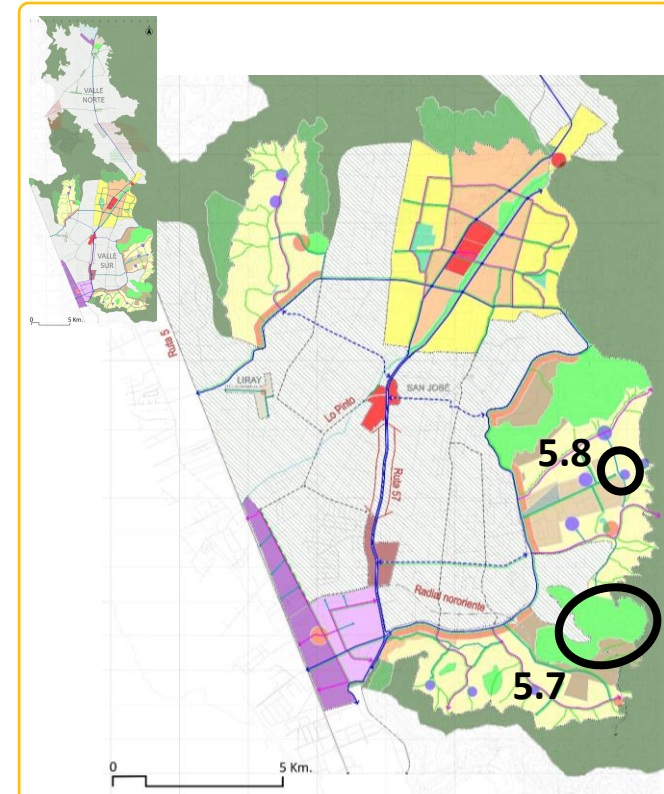 VALLE
NORTE
VALLE
SUR
0 5 Km.
Ruta 5
LIRAY
Lo Pinto
SAN JOSÉ
Ruta 57
5.8
Radial nororiente
5.7
0 5 Km.